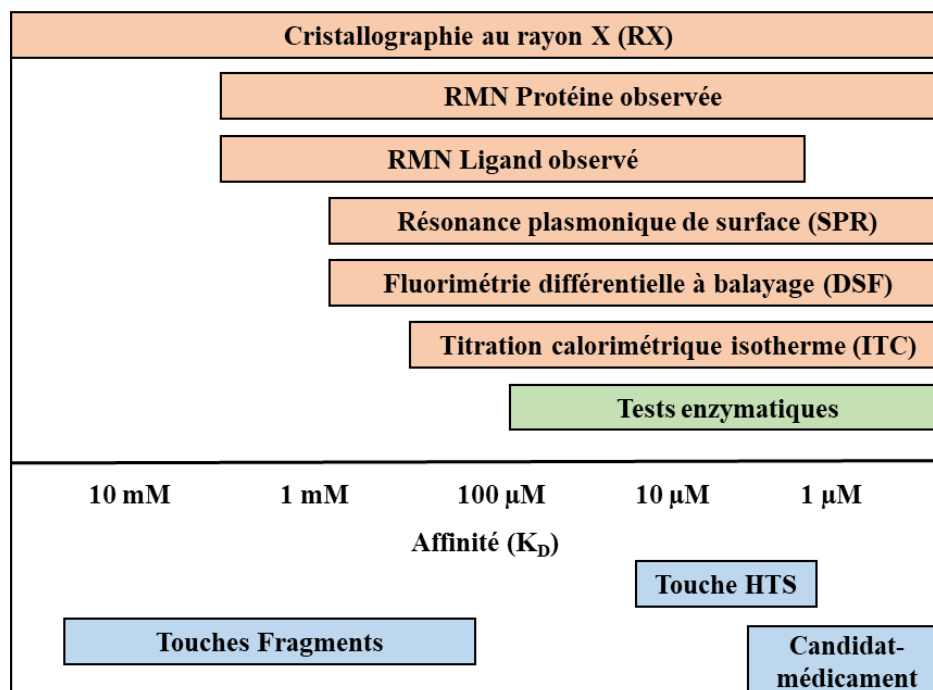 Cristallographie au rayon X (RX)
RMN Protéine observée
RMN Ligand observé
Résonance plasmonique de surface (SPR)
Fluorimétrie différentielle à balayage (DSF)
Titration calorimétrique isotherme (ITC)
Tests enzymatiques
10 mM 1 mM 100 µM 10 µM 1 µM
Affinité (KD)
Touche HTS
Touches Fragments
Candidat-
médicament